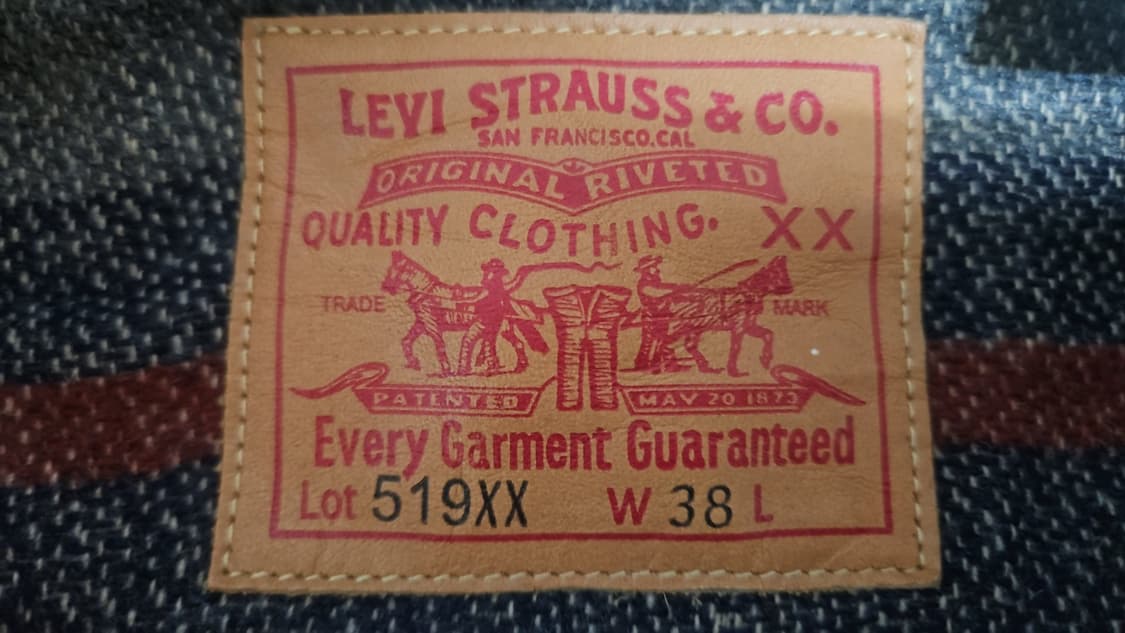 LEVI STRAUSS & CO.
SAN FRANCISCO.CAL
ORIGINAL RIVETED
QUALITY CLOTHING. XX
TRADE MARK
PATENTED MAY 20 1873
Every Garment Guaranteed
Lot 519XX W 38 L